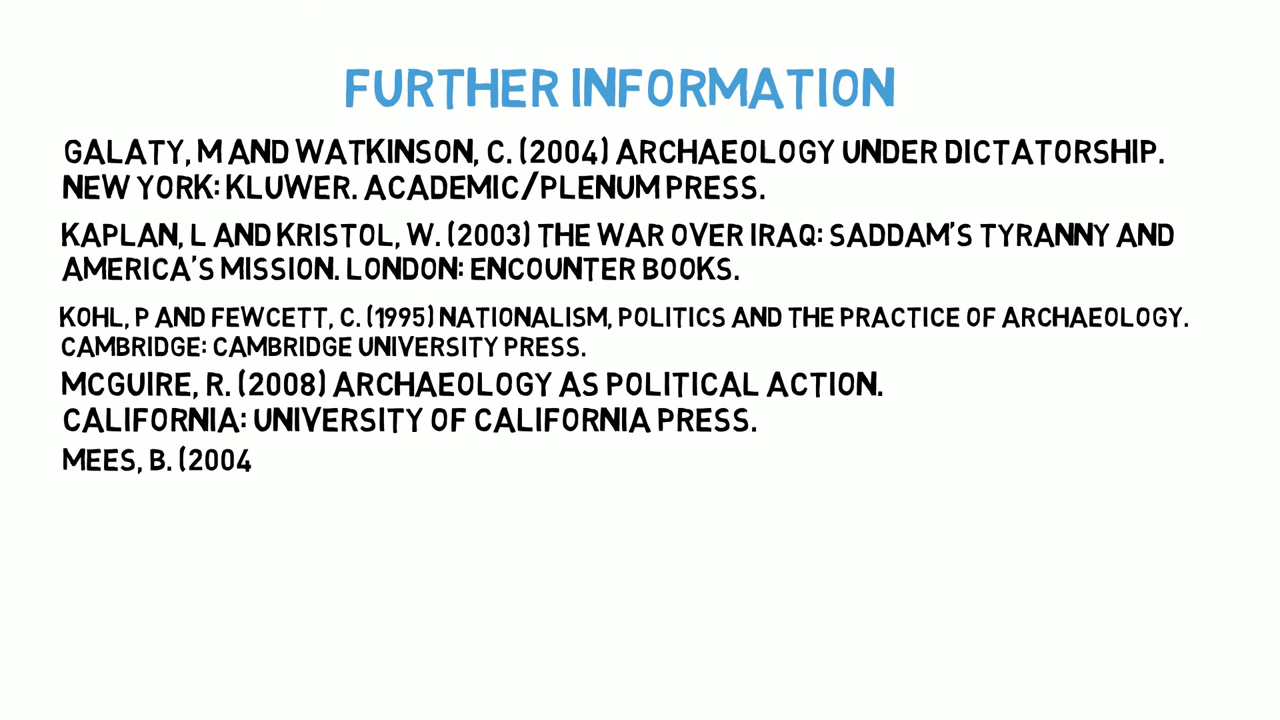 FURTHER INFORMATION
GALATY, M AND WATKINSON, C. (2004) ARCHAEOLOGY UNDER DICTATORSHIP.
NEW YORK: KLUWER. ACADEMIC/PLENUM PRESS.
KAPLAN, L AND KRISTOL, W. (2003) THE WAR OVER IRAQ: SADDAM'S TYRANNY AND
AMERICA'S MISSION. LONDON: ENCOUNTER BOOKS.
KOHL, P AND FEWCETT, C. (1995) NATIONALISM, POLITICS AND THE PRACTICE OF ARCHAEOLOGY.
CAMBRIDGE: CAMBRIDGE UNIVERSITY PRESS.
MCGUIRE, R. (2008) ARCHAEOLOGY AS POLITICAL ACTION.
CALIFORNIA: UNIVERSITY OF CALIFORNIA PRESS.
MEES, B. (2004